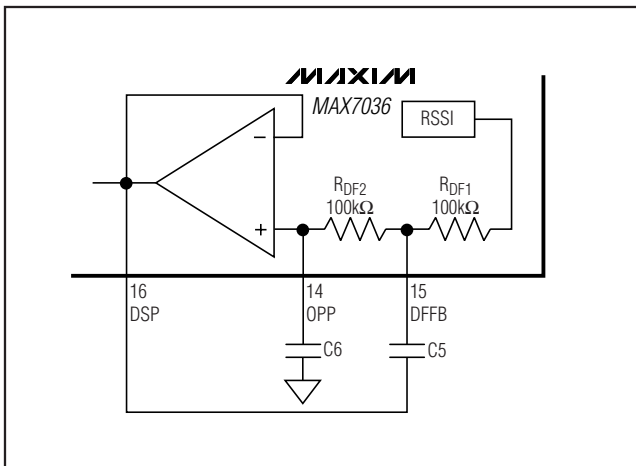 MAXIM
MAX7036
RSSI
−
+
RDF2
100kΩ
RDF1
100kΩ
16
DSP
14
OPP
15
DFFB
C6
C5